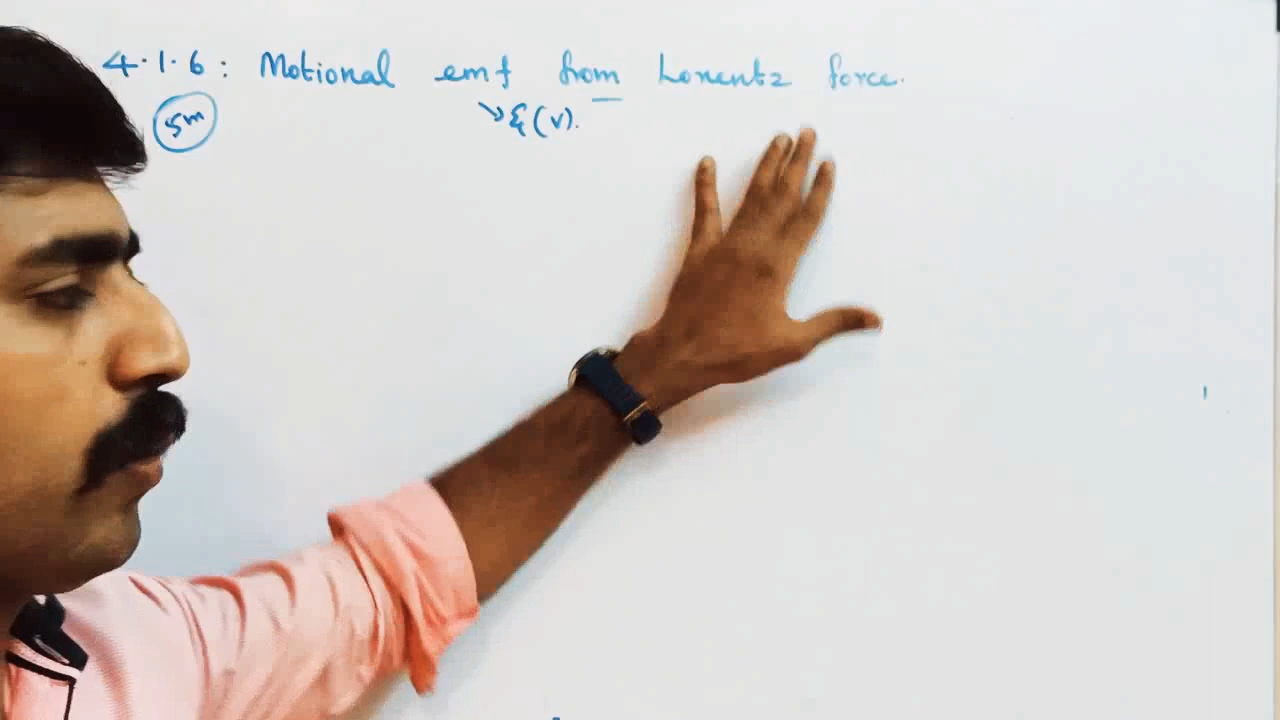 4.1.6: Motional emf from Lorentz force.
5m
ξ (v).